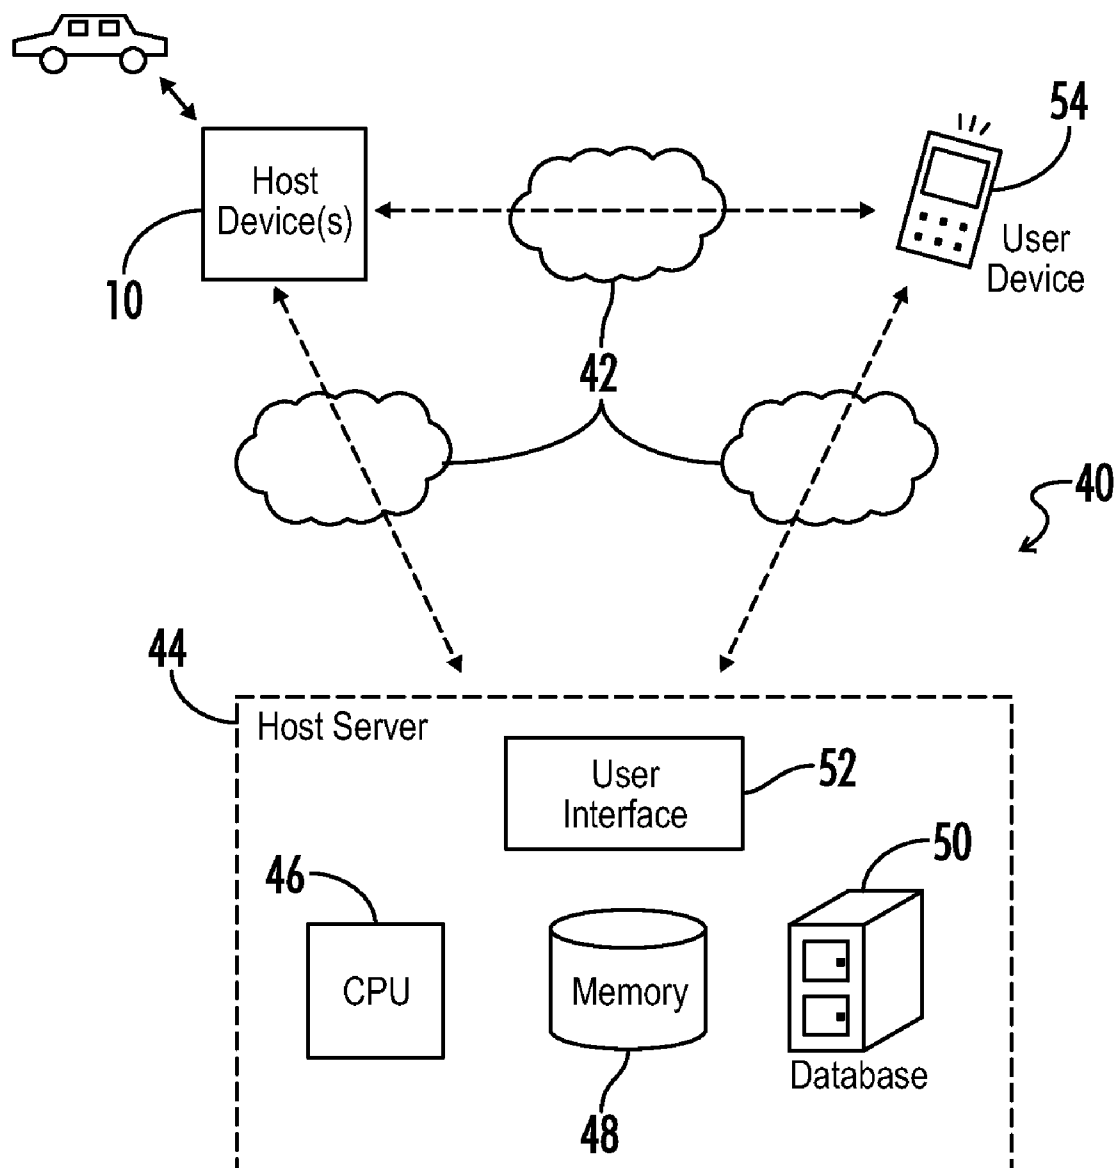 54
Host
Device(s)
User
Device
10
42
40
44
Host Server
User
Interface
52
50
46
CPU
Memory
Database
48